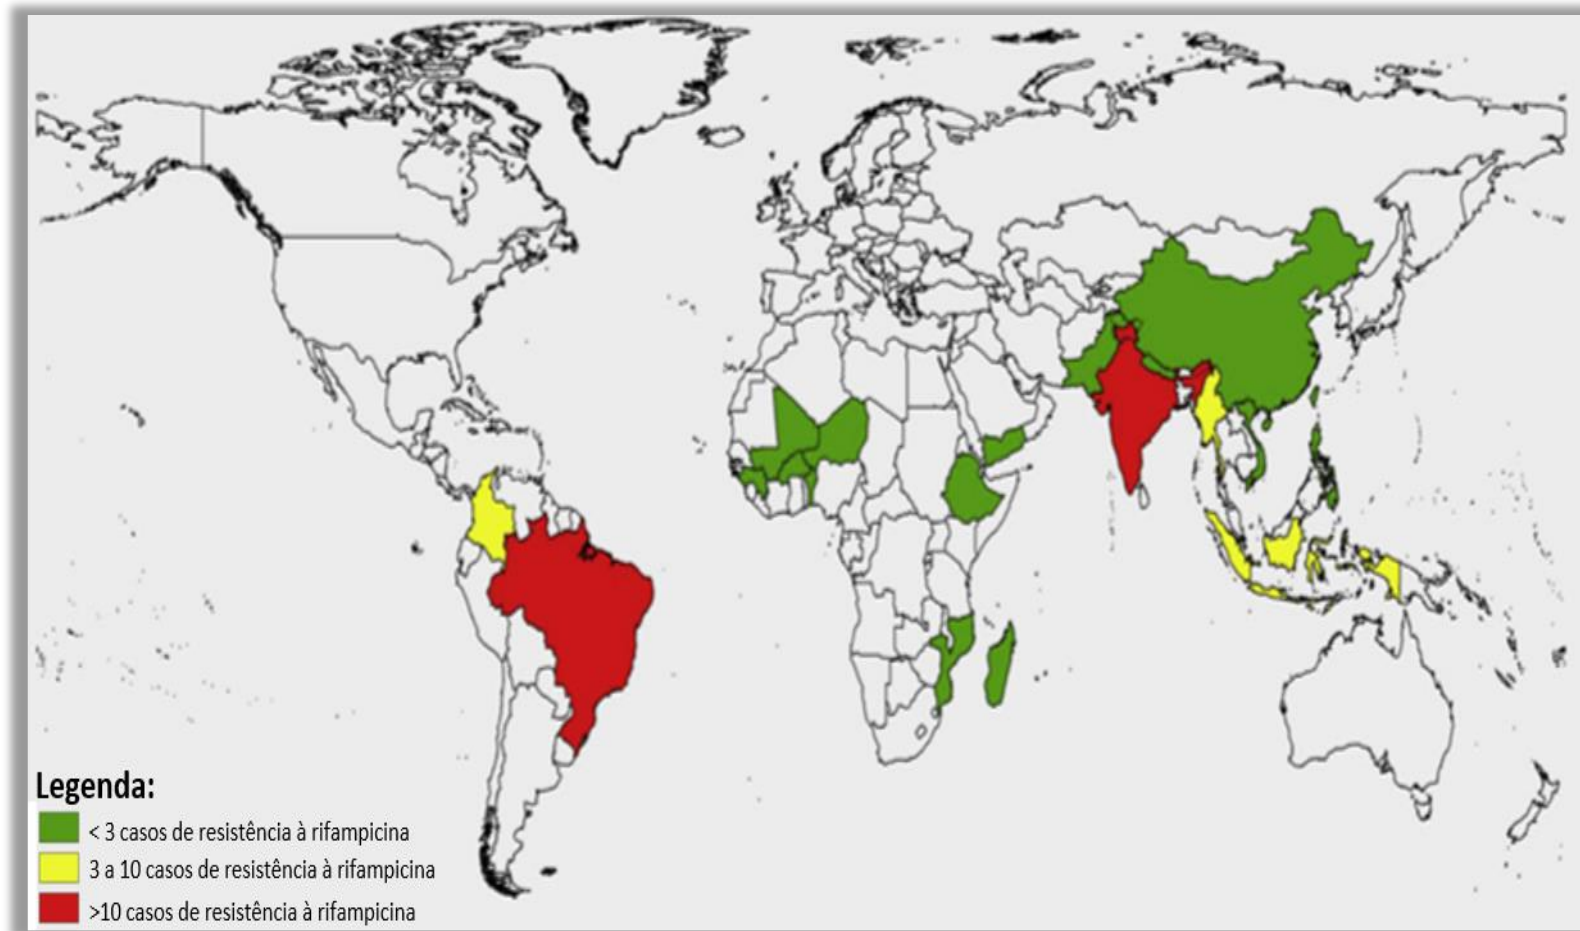 Legenda:
< 3 casos de resistência à rifampicina
3 a 10 casos de resistência à rifampicina
>10 casos de resistência à rifampicina